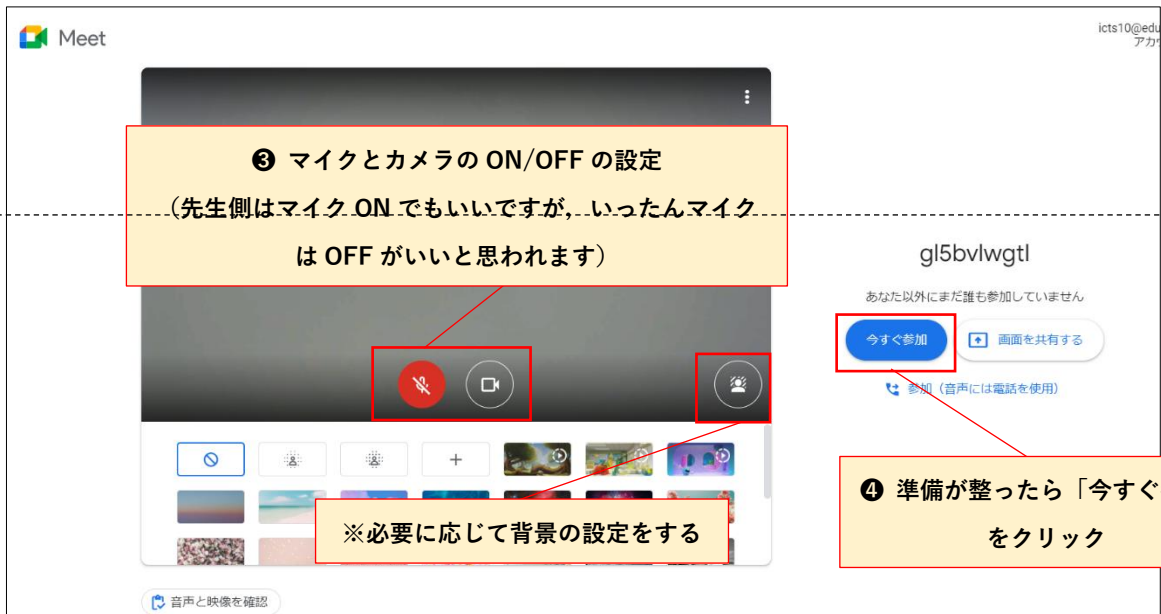 Meet
icts10@edu
アカ
❸ マイクとカメラの ON/OFF の設定
（先生側はマイク ON でもいいですが，いったんマイク
は OFF がいいと思われます）
gl5bvlwgtl
あなた以外にまだ誰も参加していません
今すぐ参加
画面を共有する
参加（音声には電話を使用）
※必要に応じて背景の設定をする
❹ 準備が整ったら「今すぐ
をクリック
音声と映像を確認